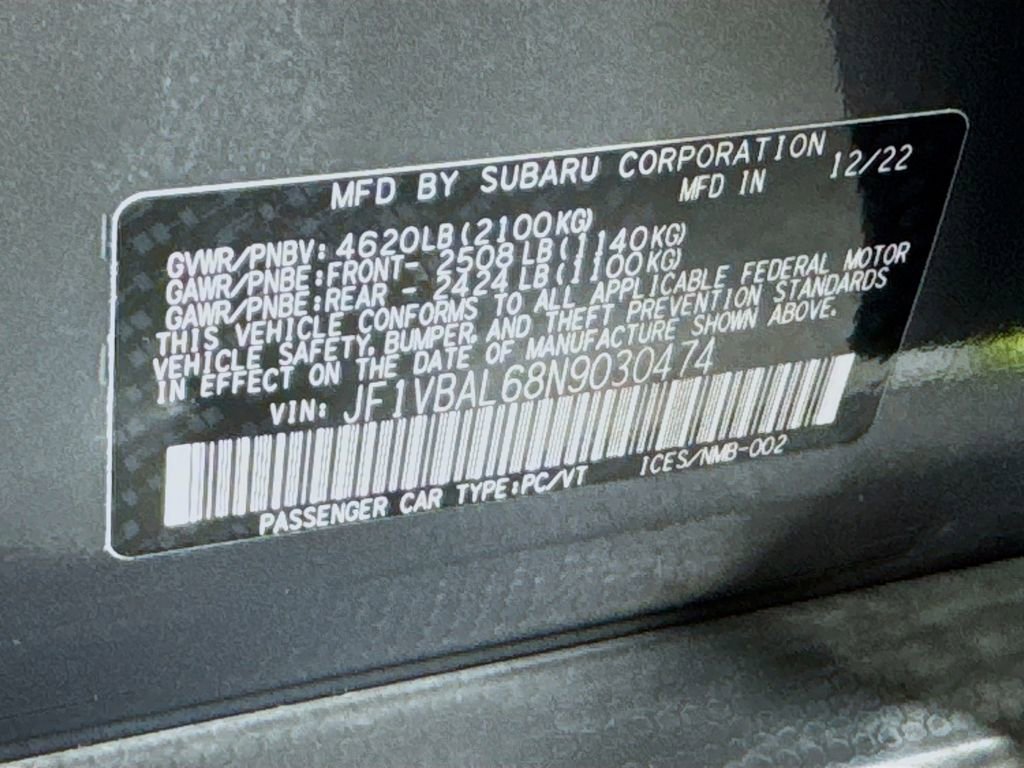 MFD BY SUBARU CORPORATION
MFD IN 12/22
GVWR/PNBV: 4620LB(2100KG)
GAWR/PNBE:FRONT- 2508LB(1140KG)
GAWR/PNBE:REAR - 2424LB(1100KG)
THIS VEHICLE CONFORMS TO ALL APPLICABLE FEDERAL MOTOR
VEHICLE SAFETY, BUMPER, AND THEFT PREVENTION STANDARDS
IN EFFECT ON THE DATE OF MANUFACTURE SHOWN ABOVE.
VIN: JF1VBAL68N9030474
PASSENGER CAR TYPE:PC/VT ICES/NMB-002